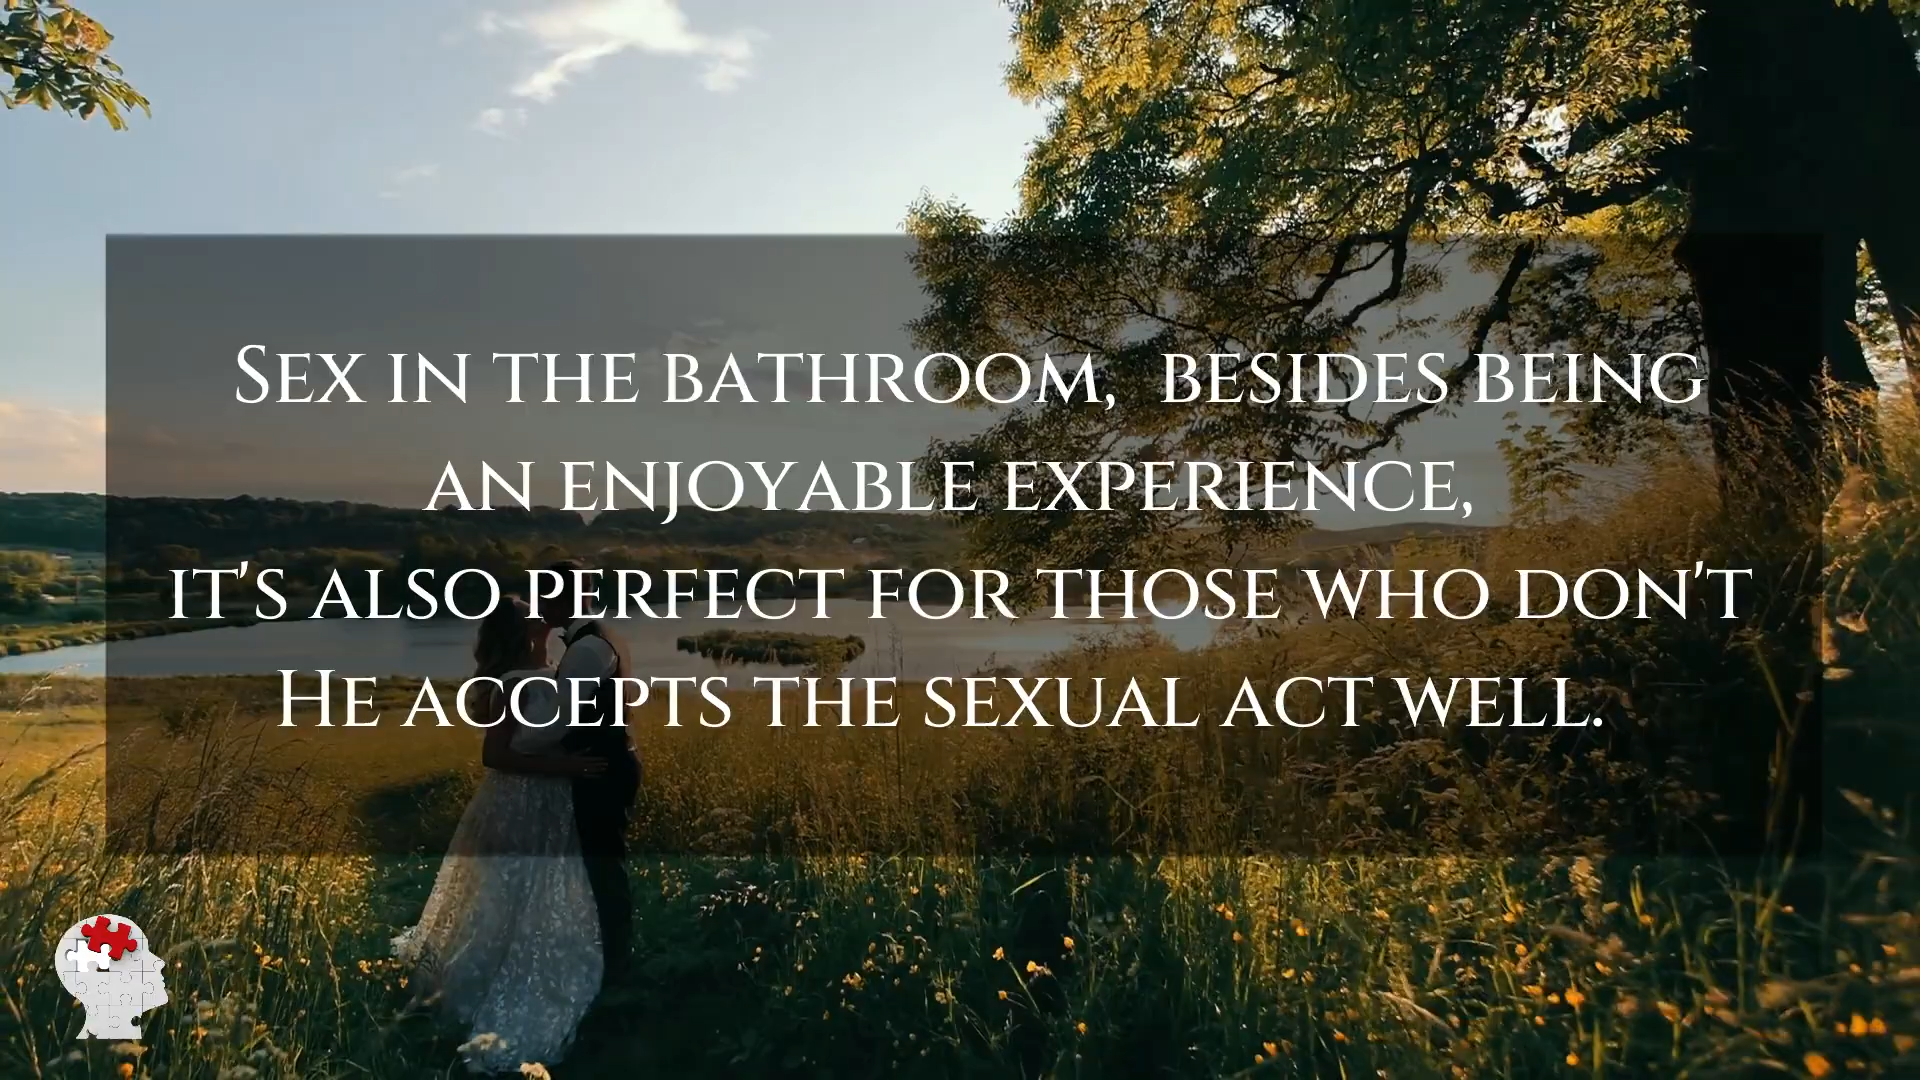 Sex in the bathroom, besides being
an enjoyable experience,
it's also perfect for those who don't
He accepts the sexual act well.